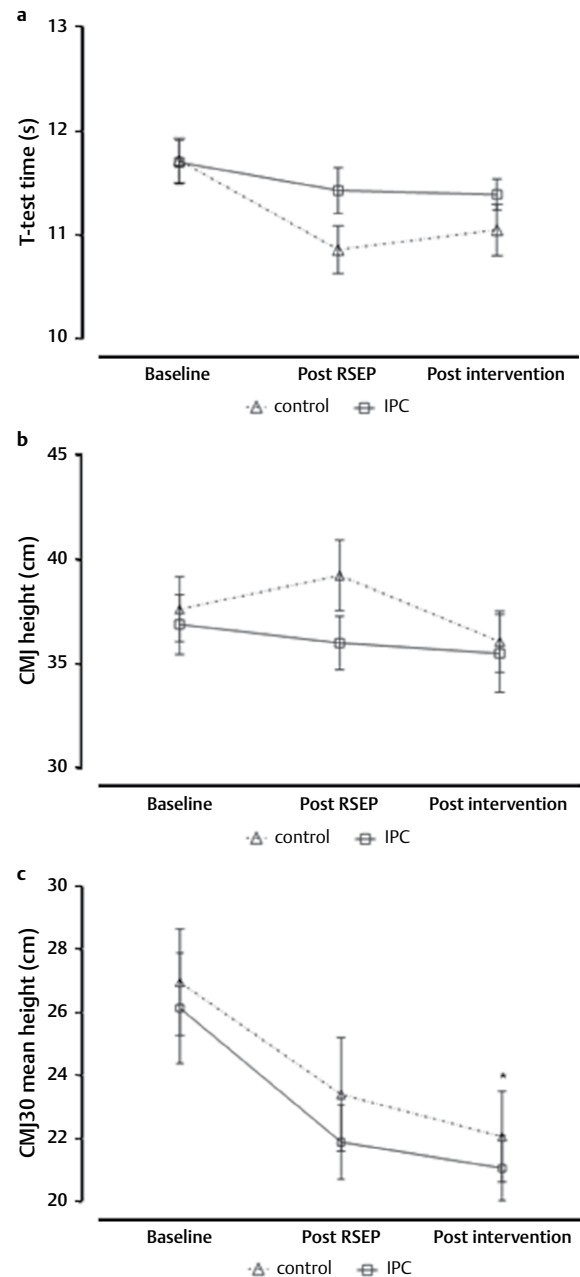 a
13
12
11
10
T-test time (s)
Baseline Post RSEP Post intervention
control IPC
b
45
40
35
30
CMJ height (cm)
Baseline Post RSEP Post intervention
control IPC
c
30
28
26
24
22
20
CMJ30 mean height (cm)
*
Baseline Post RSEP Post intervention
control IPC